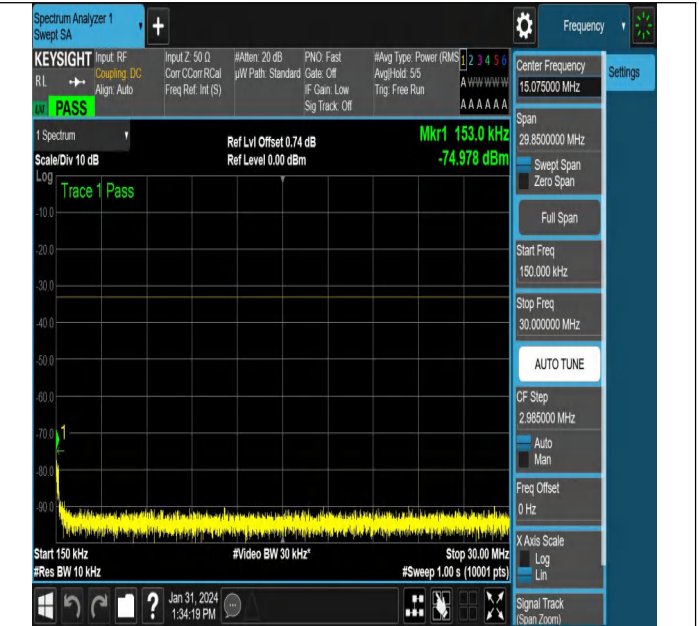 Spectrum Analyzer 1
Swept SA
+
Frequency
KEYSIGHT
RL
PASS
Input: RF
Coupling: DC
Align: Auto
Input Z: 50 Ω
Corr CCorr RCal
Freq Ref: Int (S)
#Atten: 20 dB
µW Path: Standard
PNO: Fast
Gate: Off
IF Gain: Low
Sig Track: Off
#Avg Type: Power (RMS
Avg|Hold: 5/5
Trig: Free Run
1 2 3 4 5 6
A W W W W W
A A A A A A
1 Spectrum
Scale/Div 10 dB
Ref Lvl Offset 0.74 dB
Ref Level 0.00 dBm
Mkr1 153.0 kHz
-74.978 dBm
Log
Trace 1 Pass
-10.0
-20.0
-30.0
-40.0
-50.0
-60.0
-70.0
1
-80.0
-90.0
Start 150 kHz
#Video BW 30 kHz*
Stop 30.00 MHz
#Res BW 10 kHz
#Sweep 1.00 s (10001 pts)
?
Jan 31, 2024
1:34:19 PM
Center Frequency
15.075000 MHz
Settings
Span
29.8500000 MHz
Swept Span
Zero Span
Full Span
Start Freq
150.000 kHz
Stop Freq
30.000000 MHz
AUTO TUNE
CF Step
2.985000 MHz
Auto
Man
Freq Offset
0 Hz
X Axis Scale
Log
Lin
Signal Track
(Span Zoom)